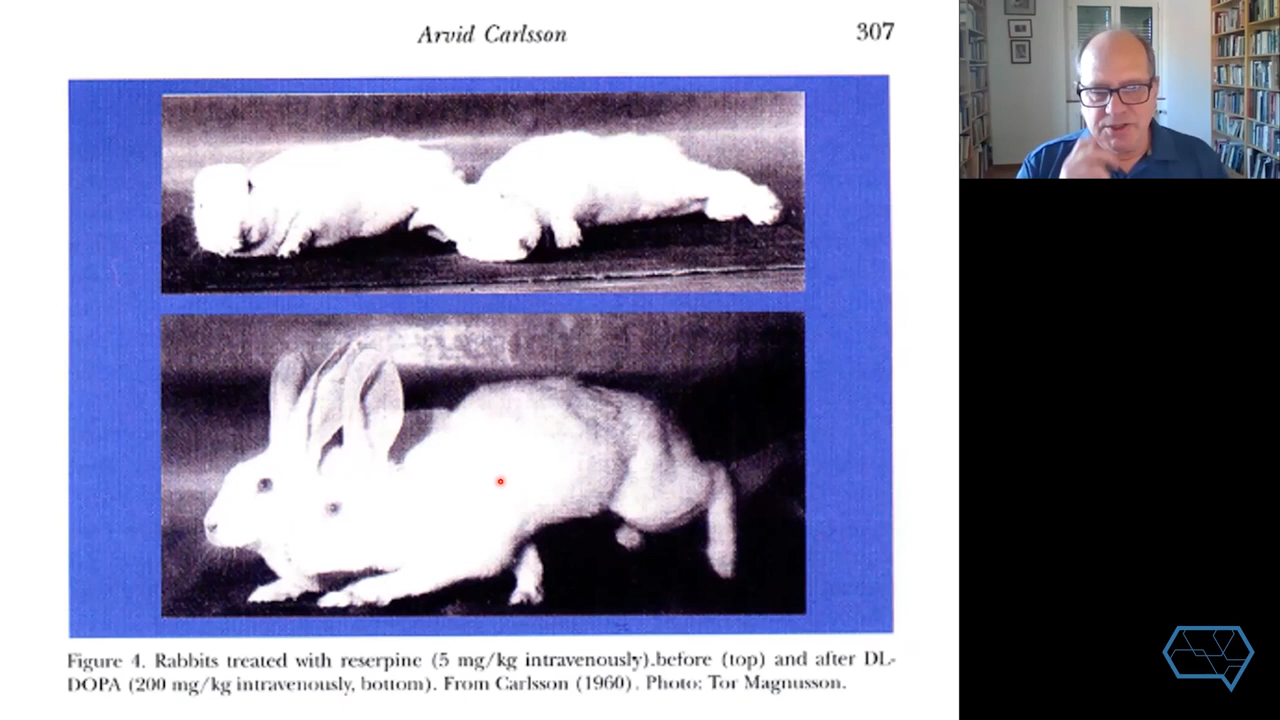 Arvid Carlsson
307
Figure 4. Rabbits treated with reserpine (5 mg/kg intravenously).before (top) and after DL-
DOPA (200 mg/kg intravenously, bottom). From Carlsson (1960). Photo: Tor Magnusson.